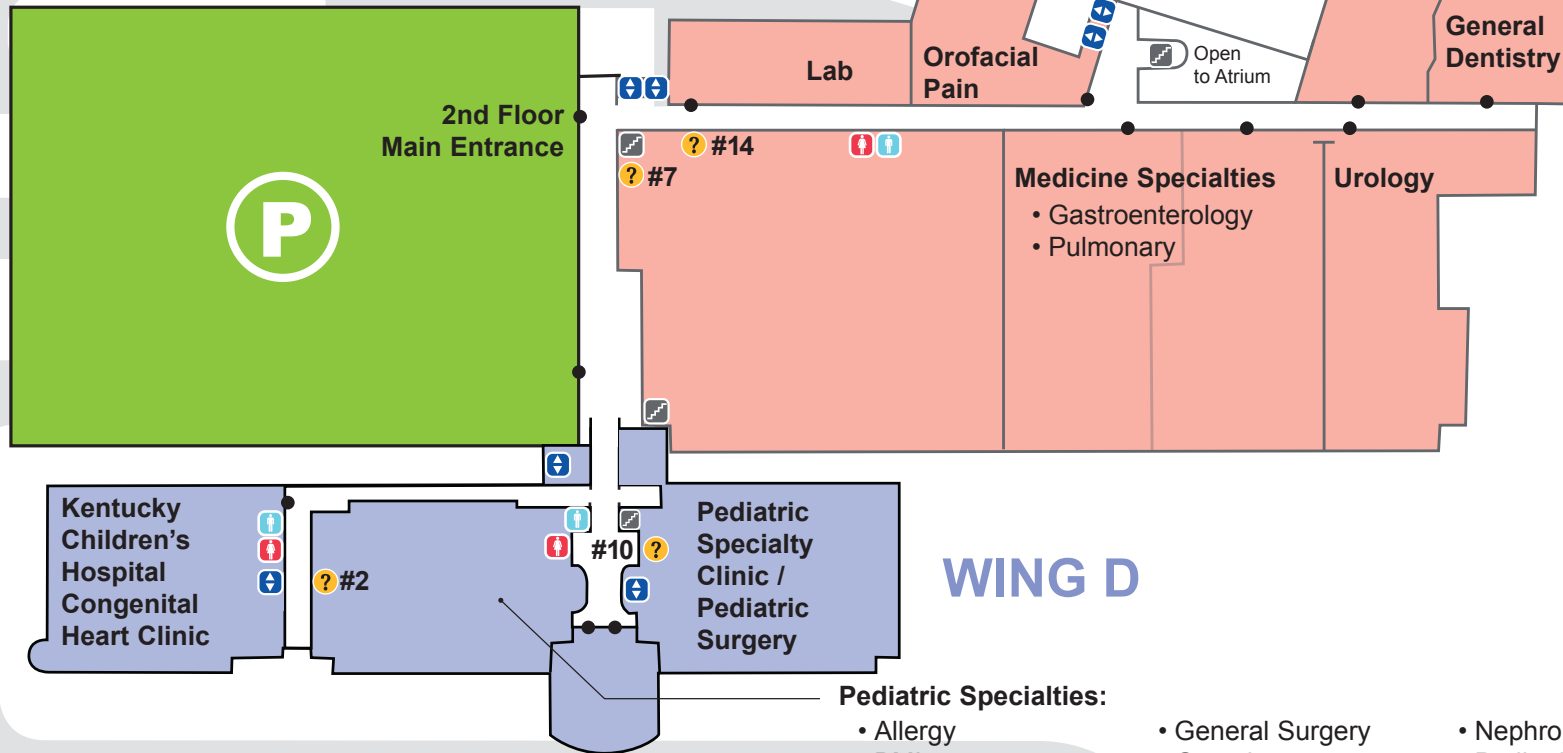 General
Dentistry
Orofacial
Pain
Open
to Atrium
Lab
2nd Floor
Main Entrance
? #14
? #7
P
Medicine Specialties
• Gastroenterology
• Pulmonary
Urology
Kentucky
Children's
Hospital
Congenital
Heart Clinic
? #2
#10 ?
Pediatric
Specialty
Clinic /
Pediatric
Surgery
WING D
Pediatric Specialties:
• Allergy
• General Surgery
• Nephro